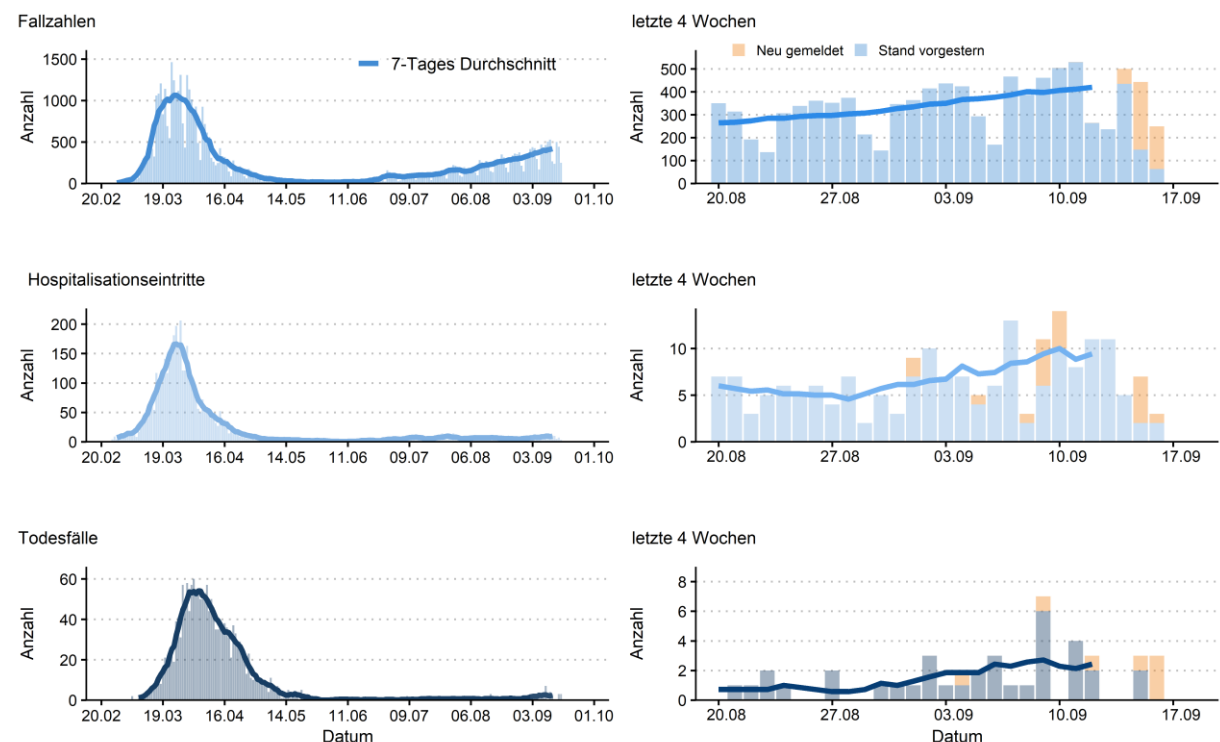 Fallzahlen
Anzahl
1500
1000
500
0
7-Tages Durchschnitt
20.02 19.03 16.04 14.05 11.06 09.07 06.08 03.09 01.10
letzte 4 Wochen
Neu gemeldet Stand vorgestern
Anzahl
500
400
300
200
100
0
20.08 27.08 03.09 10.09 17.09
Hospitalisationseintritte
Anzahl
200
150
100
50
0
20.02 19.03 16.04 14.05 11.06 09.07 06.08 03.09 01.10
letzte 4 Wochen
Anzahl
10
5
0
20.08 27.08 03.09 10.09 17.09
Todesfälle
Anzahl
60
40
20
0
20.02 19.03 16.04 14.05 11.06 09.07 06.08 03.09 01.10
Datum
letzte 4 Wochen
Anzahl
8
6
4
2
0
20.08 27.08 03.09 10.09 17.09
Datum